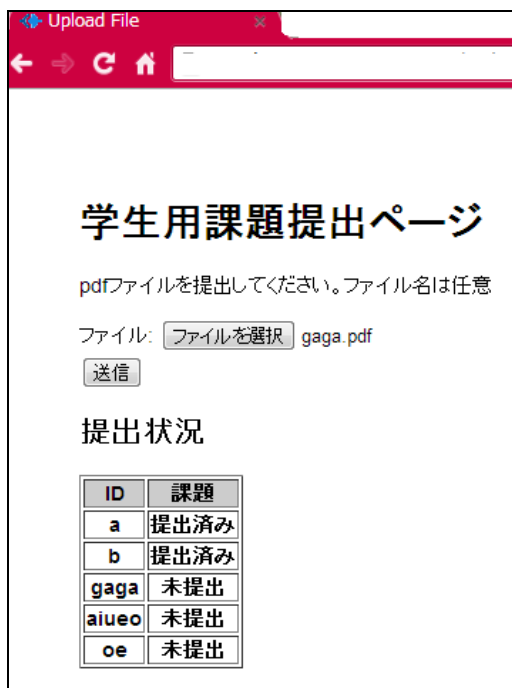 Upload File
学生用課題提出ページ
pdfファイルを提出してください。ファイル名は任意
ファイル: ファイルを選択 gaga.pdf
送信
提出状況
ID 課題
a 提出済み
b 提出済み
gaga 未提出
aiueo 未提出
oe 未提出